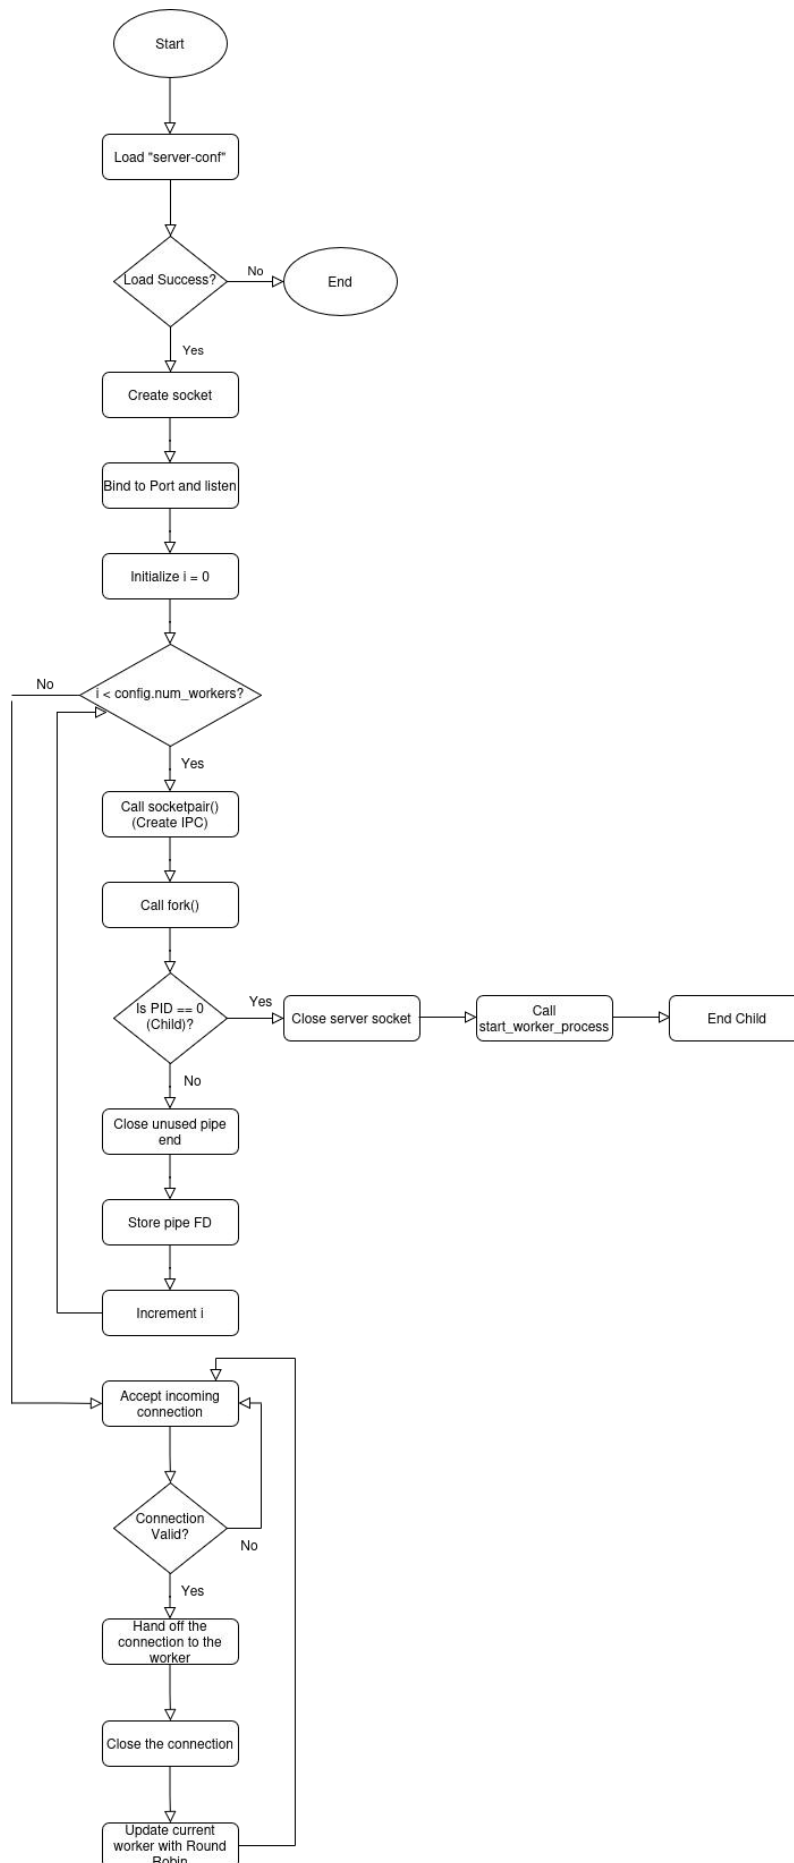 Start
Load "server-conf"
Load Success?
No
End
Yes
Create socket
Bind to Port and listen
Initialize i = 0
No
i < config.num_workers?
Yes
Call socketpair()
(Create IPC)
Call fork()
Is PID == 0
(Child)?
Yes
Close server socket
Call
start_worker_process
End Child
No
Close unused pipe
end
Store pipe FD
Increment i
Accept incoming
connection
Connection
Valid?
No
Yes
Hand off the
connection to the
worker
Close the connection
Update current
worker with Round
Robin